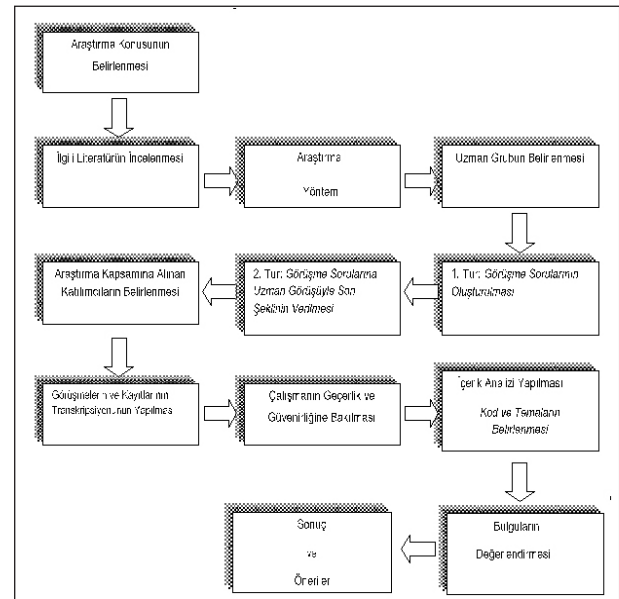 Araştırma Konusunun
Belirlenmesi
İlgili Literatürün İncelenmesi
Araştırma
Yöntem
Uzman Grubun Belirlenmesi
1. Tur: Görüşme Sorularının
Oluşturulması
2. Tur: Görüşme Sorularına
Uzman Görüşüyle Son
Şeklinin Verilmesi
Araştırma Kapsamına Alınan
Katılımcıların Belirlenmesi
Görüşmelerin ve Kayıtlarının
Transkripsiyonunun Yapılması
Çalışmanın Geçerlik ve
Güvenirliğine Bakılması
İçerik Analizi Yapılması
Kod ve Temaların
Belirlenmesi
Bulguların
Değerlendirmesi
Sonuç
ve
Öneriler